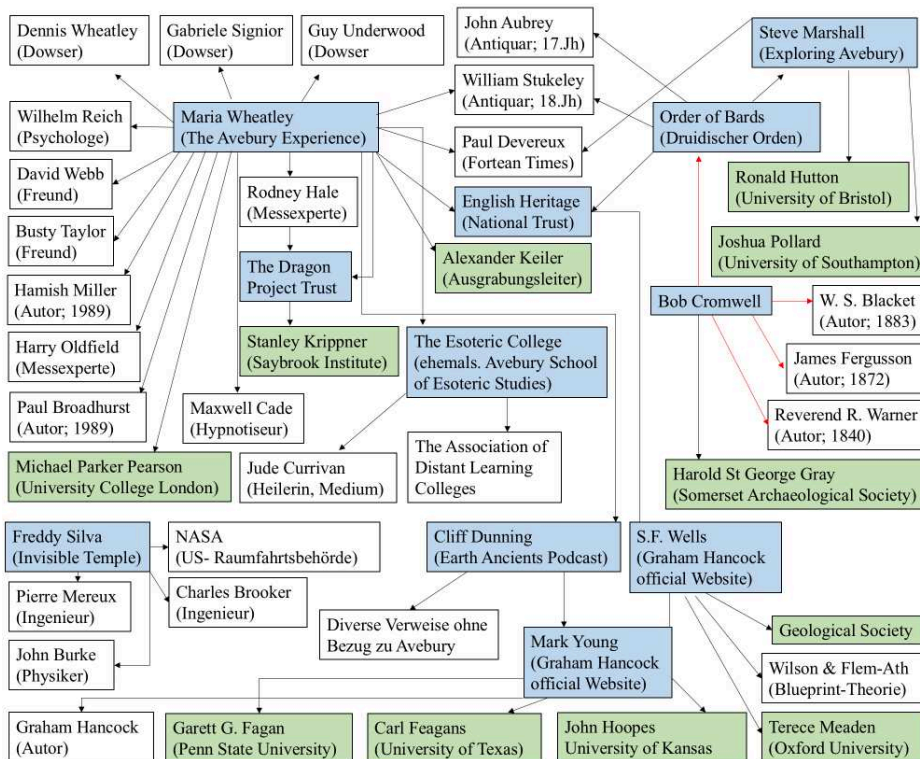 Dennis Wheatley
(Dowser)
Gabriele Signior
(Dowser)
Guy Underwood
(Dowser
John Aubrey
(Antiquar; 17.Jh)
Steve Marshall
(Exploring Avebury)
Wilhelm Reich
(Psychologe)
Maria Wheatley
(The Avebury Experience)
William Stukeley
(Antiquar; 18.Jh)
Order of Bards
(Druidischer Orden)
David Webb
(Freund)
Rodney Hale
(Messexperte)
Paul Devereux
(Fortean Times)
Ronald Hutton
(University of Bristol)
Busty Taylor
(Freund)
English Heritage
(National Trust)
Joshua Pollard
(University of Southampton)
Hamish Miller
(Autor; 1989)
The Dragon
Project Trust
Alexander Keiler
(Ausgrabungsleiter)
Bob Cromwell
W. S. Blacket
(Autor; 1883)
Harry Oldfield
(Messexperte)
Stanley Krippner
(Saybrook Institute)
The Esoteric College
(ehemals. Avebury School
of Esoteric Studies)
James Fergusson
(Autor; 1872)
Paul Broadhurst
(Autor; 1989)
Maxwell Cade
(Hypnotiseur)
Reverend R. Warner
(Autor; 1840)
Michael Parker Pearson
(University College London)
Jude Currivan
(Heilerin, Medium)
The Association of
Distant Learning
Colleges
Harold St George Gray
(Somerset Archaeological Society)
Freddy Silva
(Invisible Temple)
NASA
(US- Raumfahrtsbehörde)
Cliff Dunning
(Earth Ancients Podcast)
S.F. Wells
(Graham Hancock
official Website)
Pierre Mereux
(Ingenieur)
Charles Brooker
(Ingenieur)
Diverse Verweise ohne
Bezug zu Avebury
Mark Young
(Graham Hancock
official Website)
Geological Society
John Burke
(Physiker)
Wilson & Flem-Ath
(Blueprint-Theorie)
Graham Hancock
(Autor)
Garett G. Fagan
(Penn State University)
Carl Feagans
(University of Texas)
John Hoopes
University of Kansas
Terece Meaden
(Oxford University)